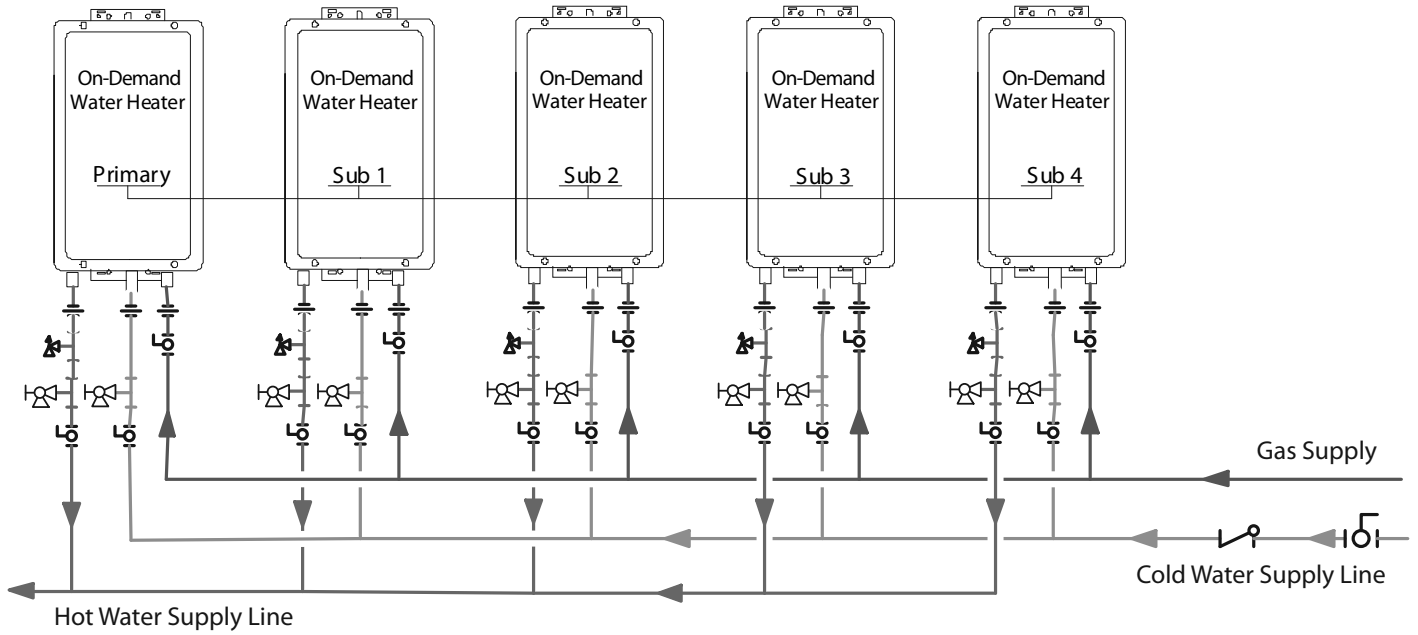 On-Demand
Water Heater
Primary
On-Demand
Water Heater
Sub 1
On-Demand
Water Heater
Sub 2
On-Demand
Water Heater
Sub 3
On-Demand
Water Heater
Sub 4
Gas Supply
Cold Water Supply Line
Hot Water Supply Line